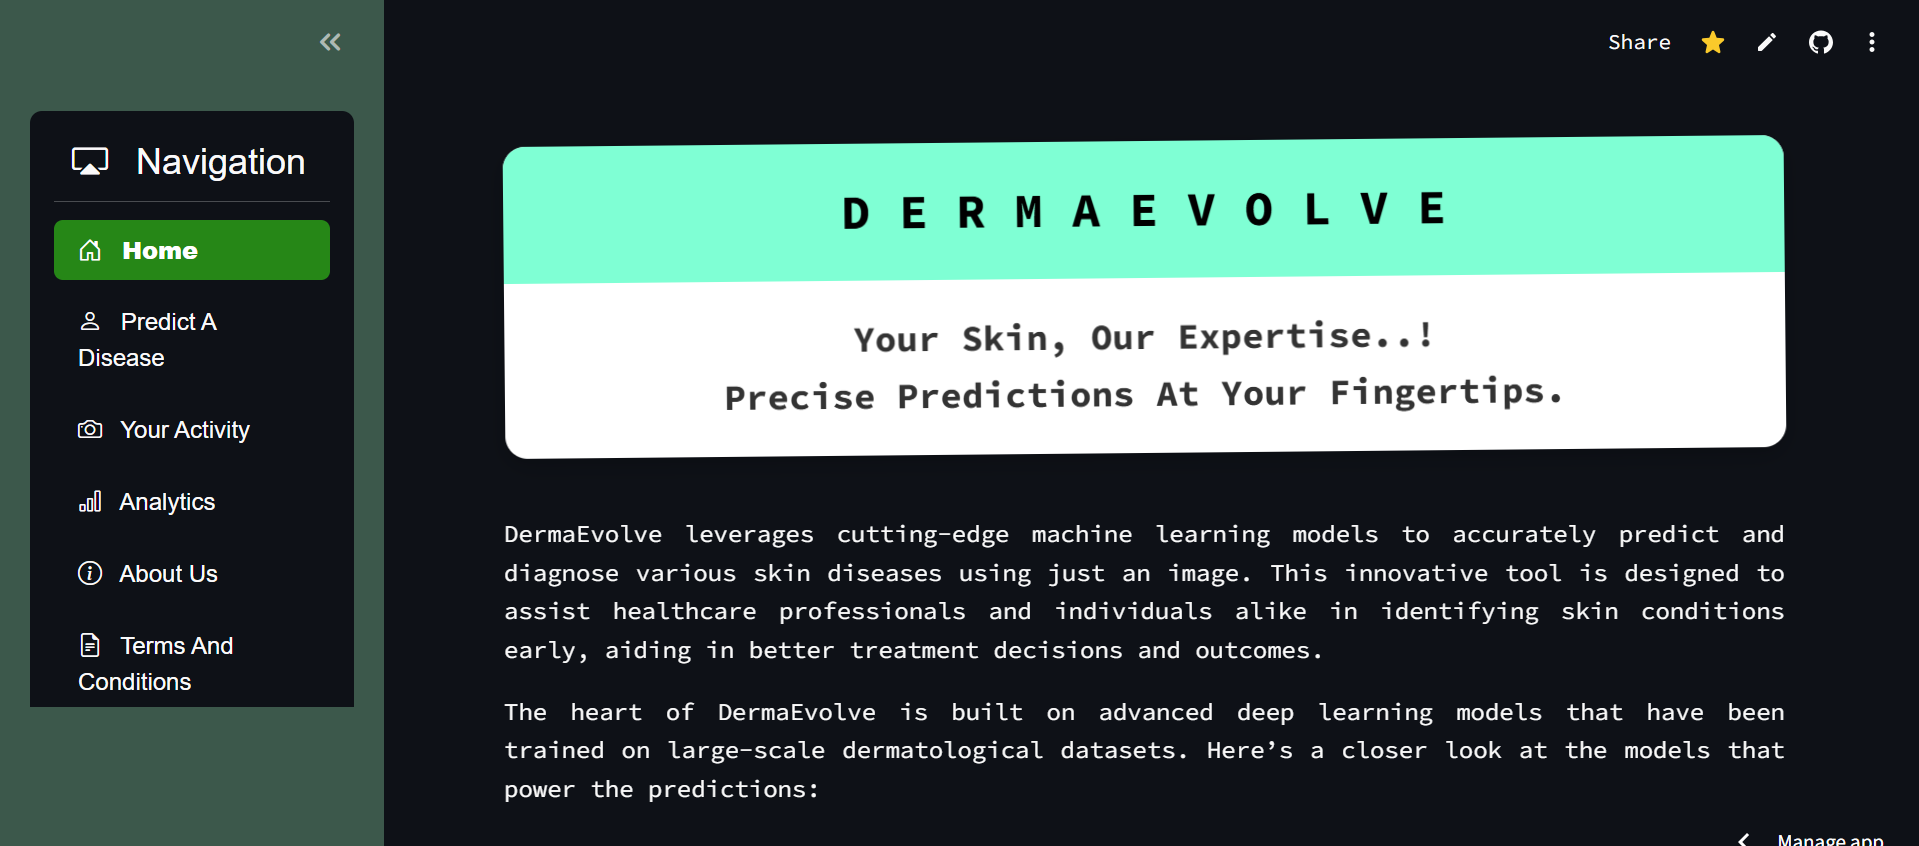 Share
Navigation
Home
Predict A
Disease
Your Activity
Analytics
About Us
Terms And
Conditions
DERMAEVOLVE
Your Skin, Our Expertise..!
Precise Predictions At Your Fingertips.
DermaEvolve leverages cutting-edge machine learning models to accurately predict and
diagnose various skin diseases using just an image. This innovative tool is designed to
assist healthcare professionals and individuals alike in identifying skin conditions
early, aiding in better treatment decisions and outcomes.
The heart of DermaEvolve is built on advanced deep learning models that have been
trained on large-scale dermatological datasets. Here’s a closer look at the models that
power the predictions:
Manage app